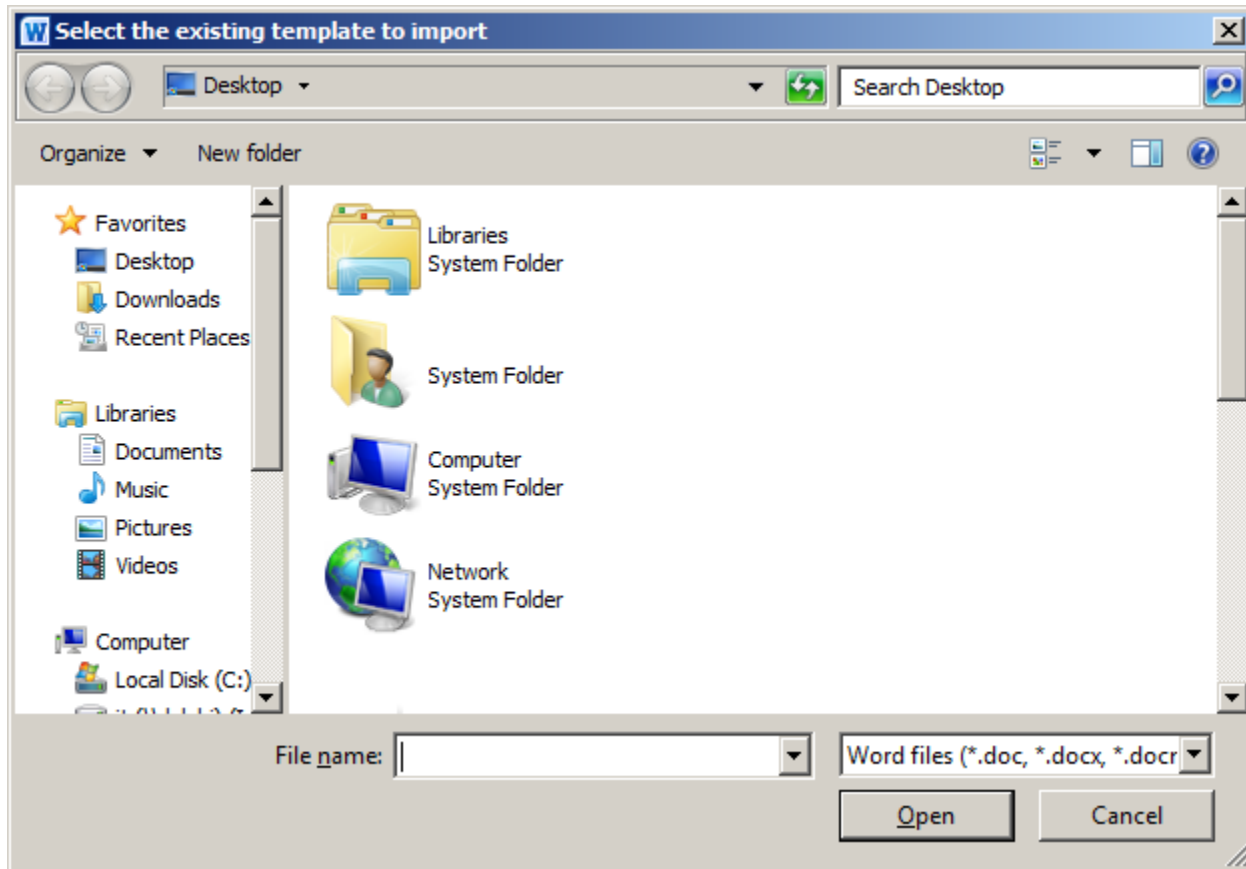 Select the existing template to import
Desktop
Search Desktop
Organize
New folder
Favorites
Desktop
Downloads
Recent Places
Libraries
Documents
Music
Pictures
Videos
Computer
Local Disk (C:)
Libraries
System Folder
System Folder
Computer
System Folder
Network
System Folder
File name:
Word files (*.doc, *.docx, *.docr
Open
Cancel